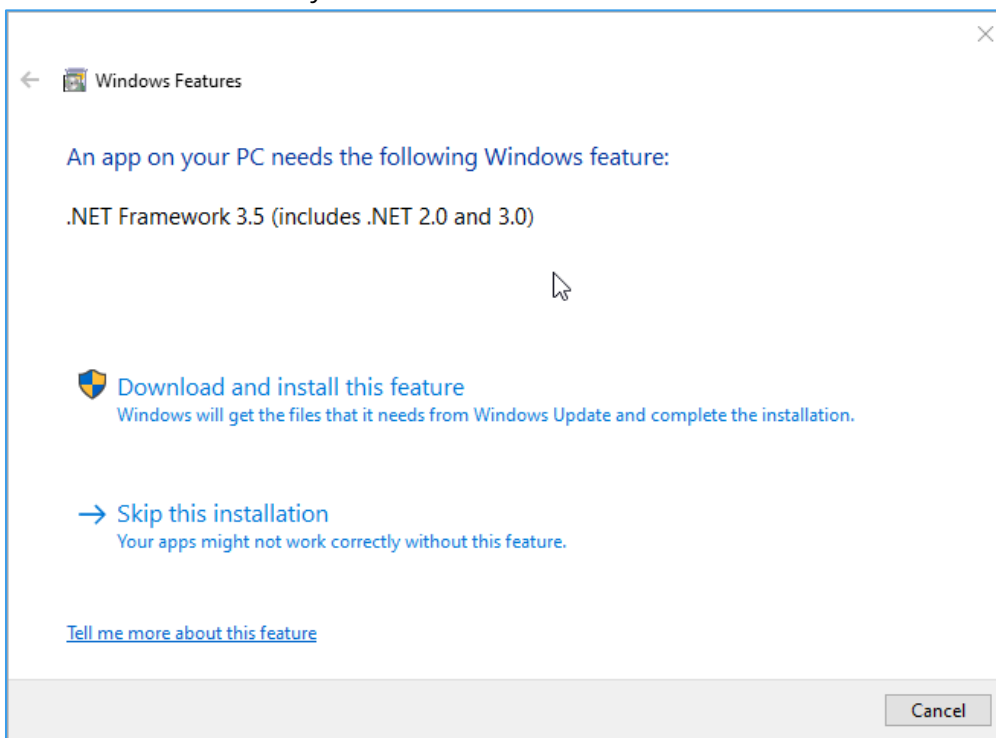 Windows Features
An app on your PC needs the following Windows feature:
.NET Framework 3.5 (includes .NET 2.0 and 3.0)
Download and install this feature
Windows will get the files that it needs from Windows Update and complete the installation.
Skip this installation
Your apps might not work correctly without this feature.
Tell me more about this feature
Cancel